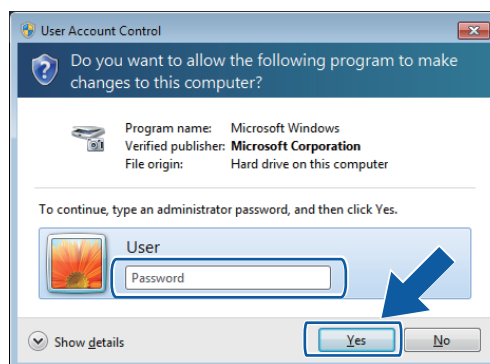 User Account Control
Do you want to allow the following program to make
changes to this computer?
Program name: Microsoft Windows
Verified publisher: Microsoft Corporation
File origin: Hard drive on this computer
To continue, type an administrator password, and then click Yes.
User
Password
Show details
Yes
No